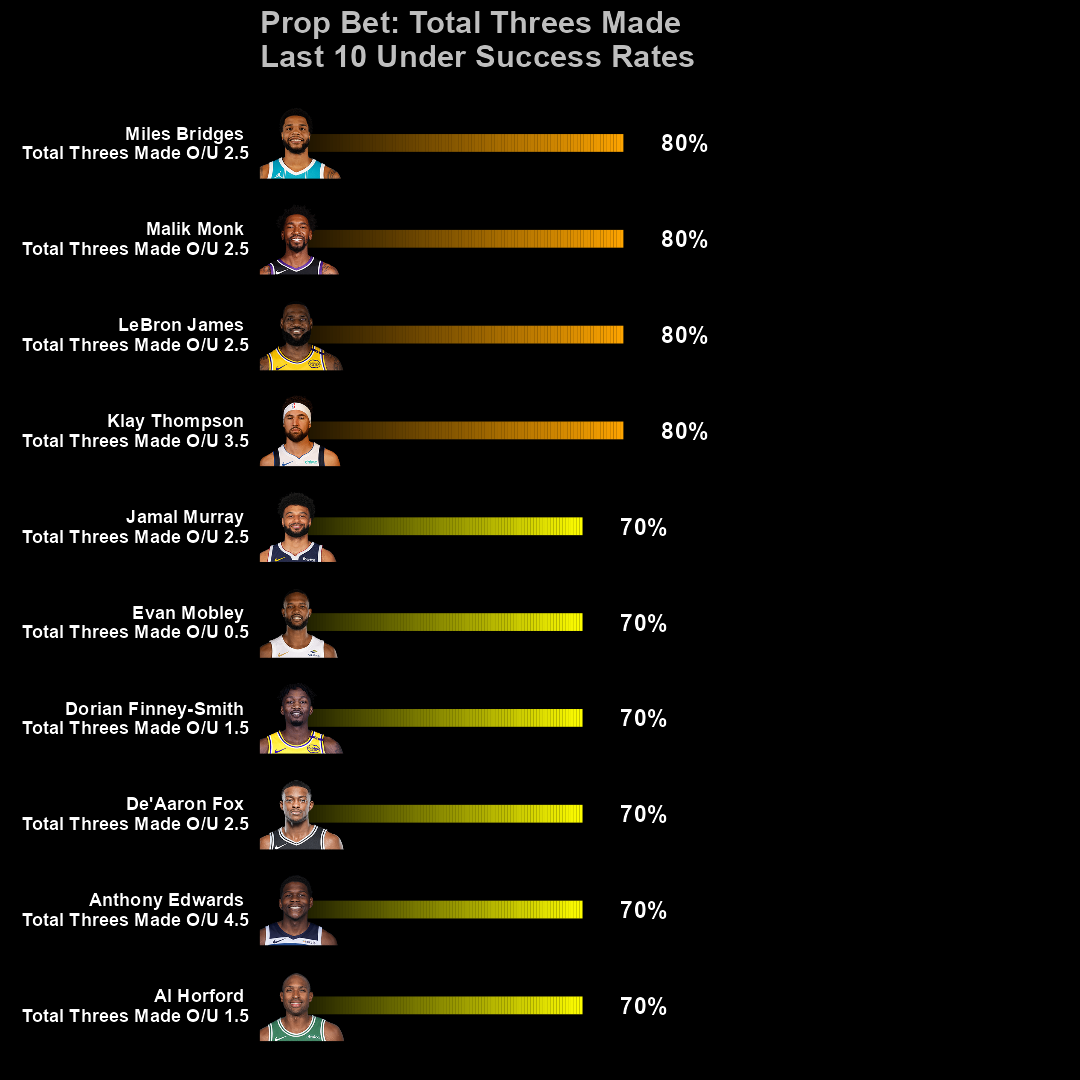 Prop Bet: Total Threes Made
Last 10 Under Success Rates
Miles Bridges
Total Threes Made O/U 2.5
80%
Malik Monk
Total Threes Made O/U 2.5
80%
LeBron James
Total Threes Made O/U 2.5
80%
Klay Thompson
Total Threes Made O/U 3.5
80%
Jamal Murray
Total Threes Made O/U 2.5
70%
Evan Mobley
Total Threes Made O/U 0.5
70%
Dorian Finney-Smith
Total Threes Made O/U 1.5
70%
De'Aaron Fox
Total Threes Made O/U 2.5
70%
Anthony Edwards
Total Threes Made O/U 4.5
70%
Al Horford
Total Threes Made O/U 1.5
70%